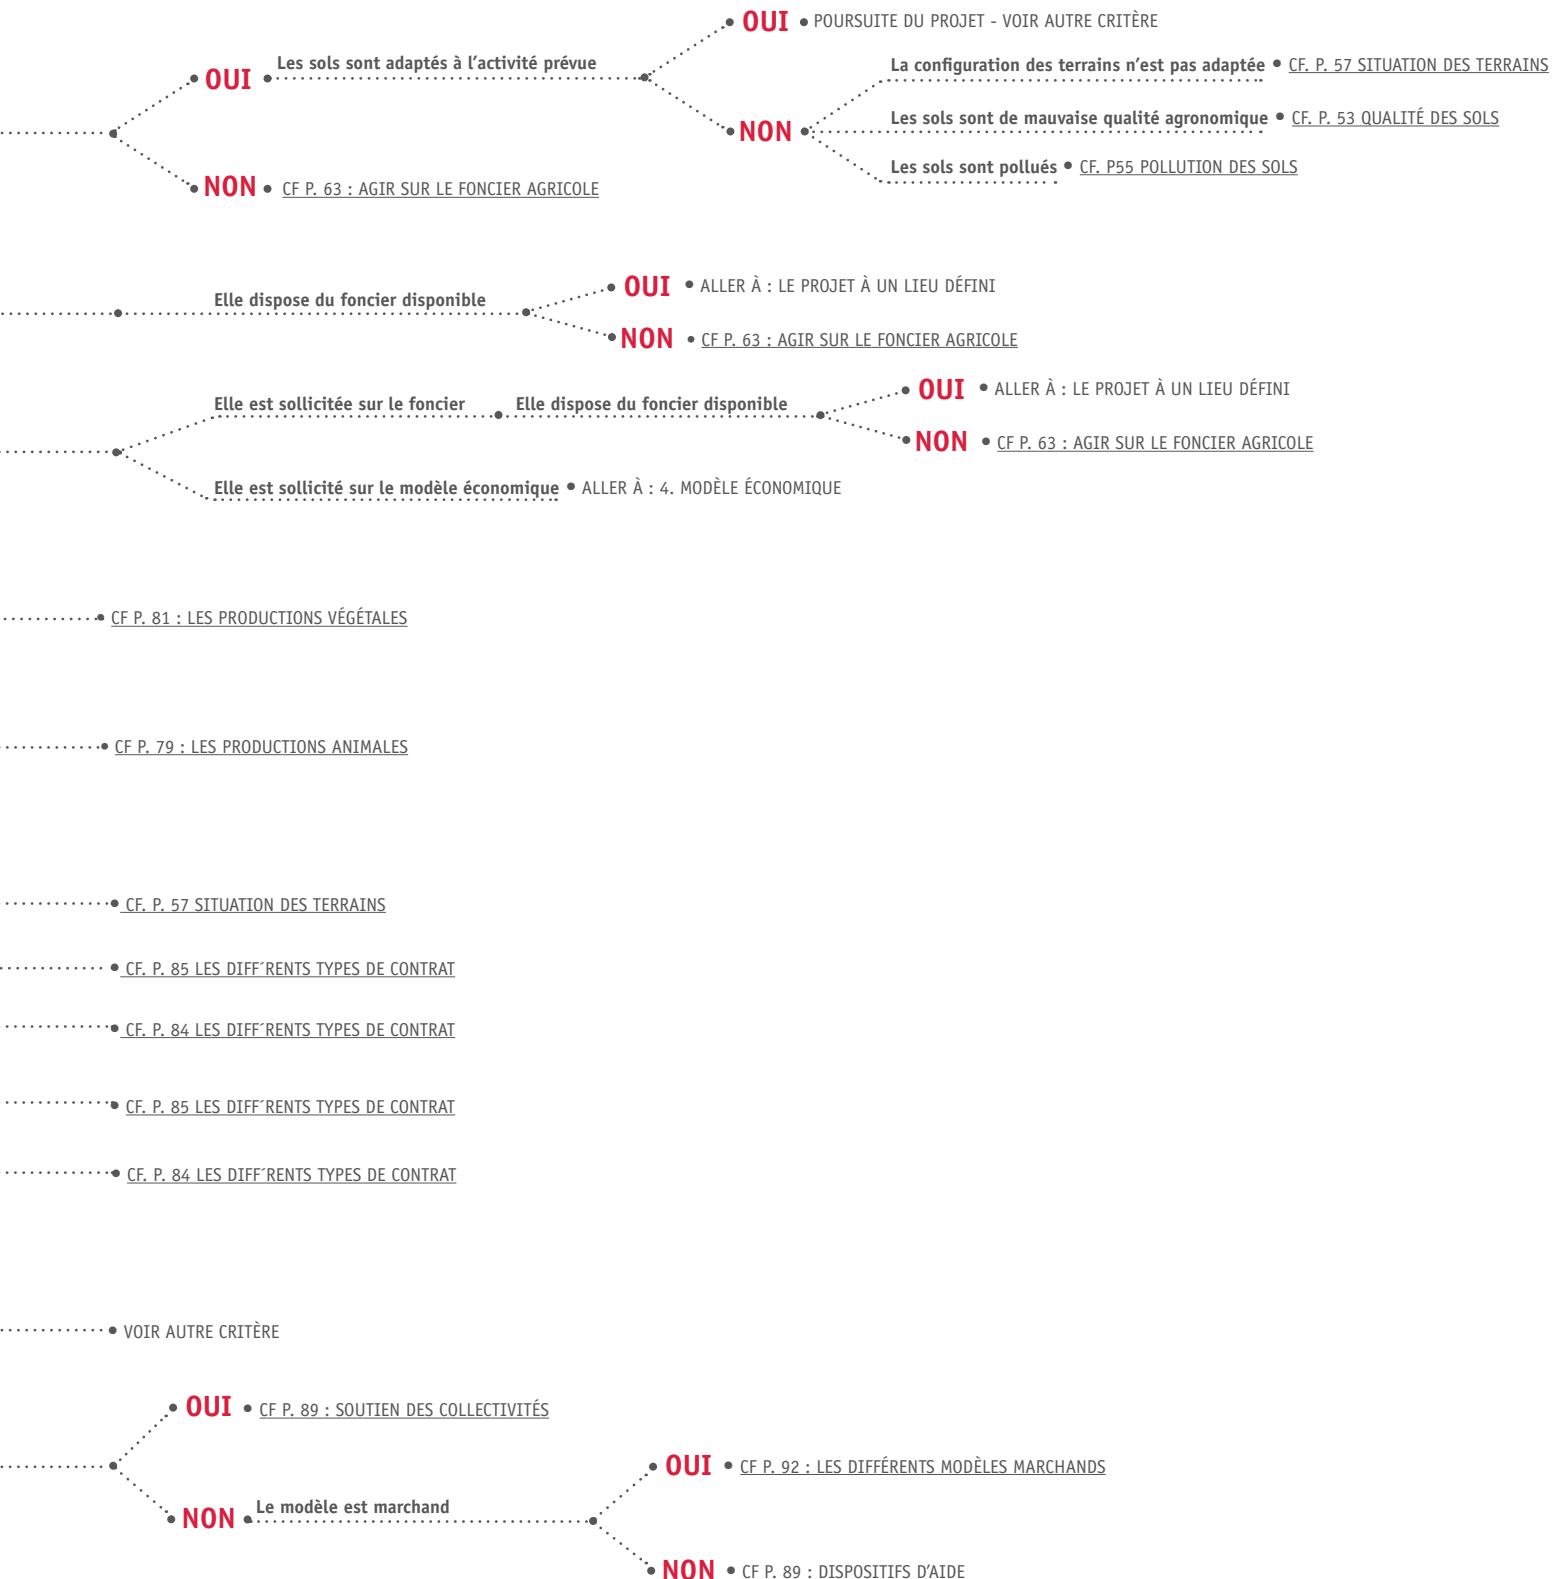 OUI
POURSUITE DU PROJET - VOIR AUTRE CRITÈRE
Les sols sont adaptés à l'activité prévue
OUI
La configuration des terrains n'est pas adaptée
CF. P. 57 SITUATION DES TERRAINS
Les sols sont de mauvaise qualité agronomique
CF. P. 53 QUALITÉ DES SOLS
NON
Les sols sont pollués
CF. P55 POLLUTION DES SOLS
NON
CF P. 63 : AGIR SUR LE FONCIER AGRICOLE
Elle dispose du foncier disponible
OUI
ALLER À : LE PROJET À UN LIEU DÉFINI
NON
CF P. 63 : AGIR SUR LE FONCIER AGRICOLE
Elle est sollicitée sur le foncier
Elle dispose du foncier disponible
OUI
ALLER À : LE PROJET À UN LIEU DÉFINI
NON
CF P. 63 : AGIR SUR LE FONCIER AGRICOLE
Elle est sollicité sur le modèle économique
ALLER À : 4. MODÈLE ÉCONOMIQUE
CF P. 81 : LES PRODUCTIONS VÉGÉTALES
CF P. 79 : LES PRODUCTIONS ANIMALES
CF. P. 57 SITUATION DES TERRAINS
CF. P. 85 LES DIFF´RENTS TYPES DE CONTRAT
CF. P. 84 LES DIFF´RENTS TYPES DE CONTRAT
CF. P. 85 LES DIFF´RENTS TYPES DE CONTRAT
CF. P. 84 LES DIFF´RENTS TYPES DE CONTRAT
VOIR AUTRE CRITÈRE
OUI
CF P. 89 : SOUTIEN DES COLLECTIVITÉS
NON
Le modèle est marchand
OUI
CF P. 92 : LES DIFFÉRENTS MODÈLES MARCHANDS
NON
CF P. 89 : DISPOSITIFS D'AIDE